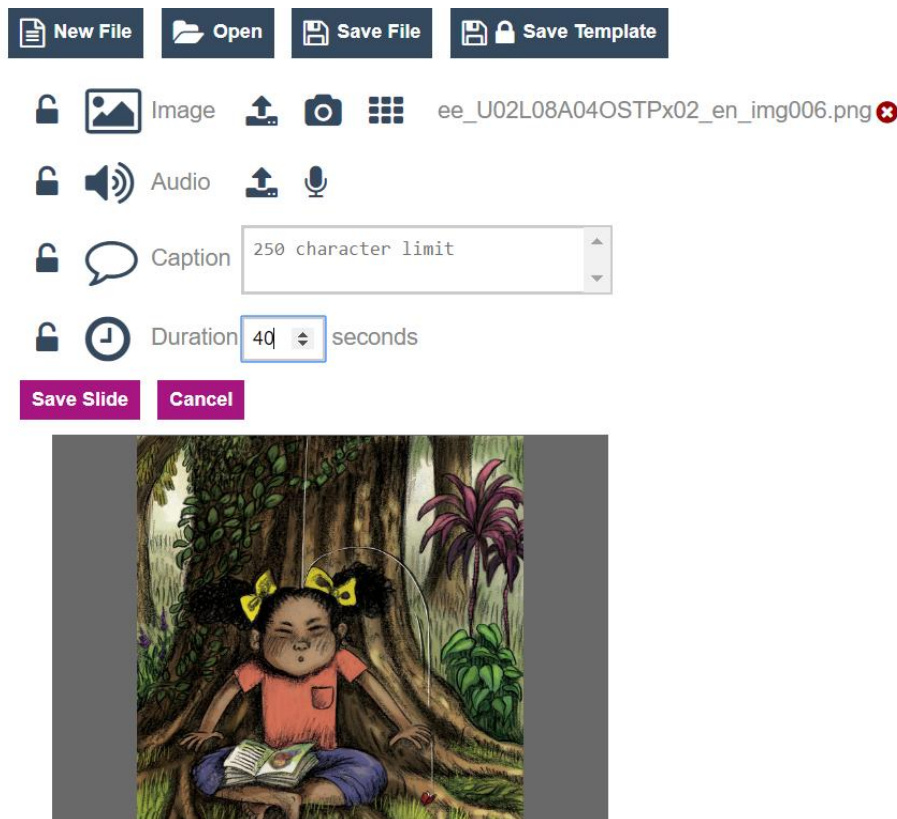 New File Open Save File Save Template
Image ee_U02L08A04OSTPx02_en_img006.png
Audio
Caption 250 character limit
Duration 40 seconds
Save Slide Cancel